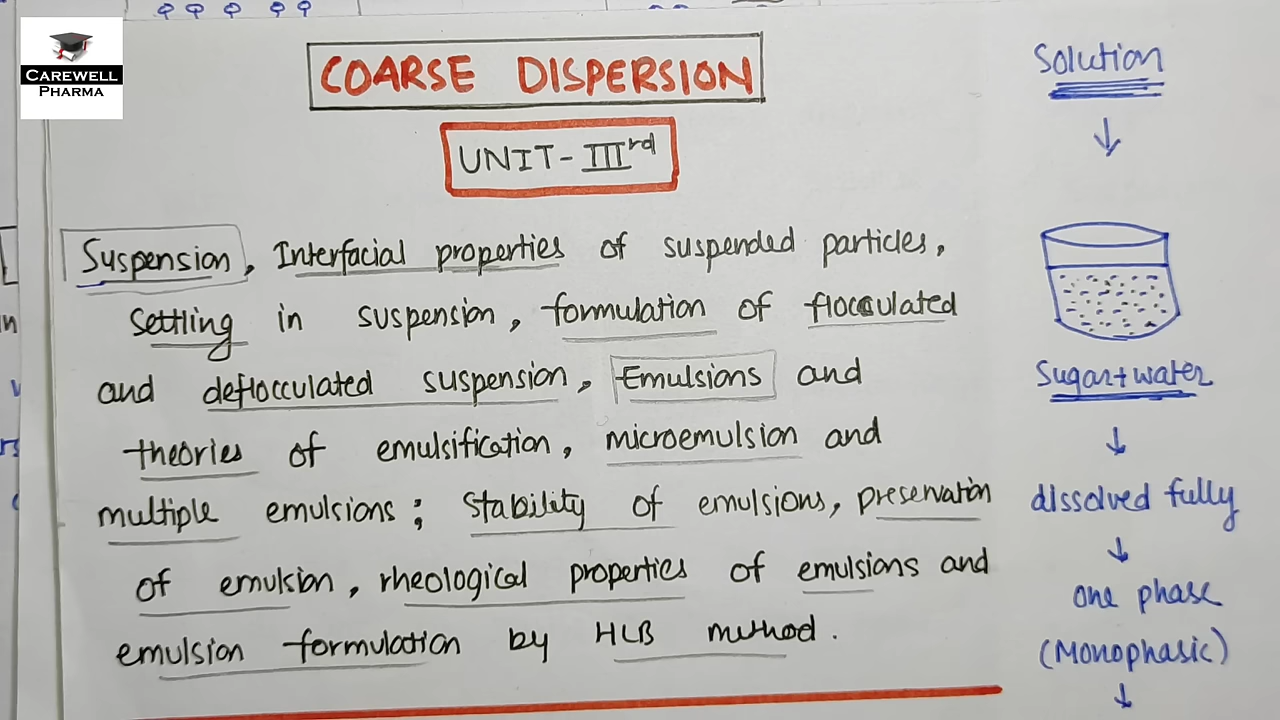 CAREWELL
PHARMA
COARSE DISPERSION
UNIT-IIIrd
Suspension, Interfacial properties of suspended particles,
Settling in suspension, formulation of flocculated
and deflocculated suspension, Emulsions and
theories of emulsification, microemulsion and
multiple emulsions; Stability of emulsions, preservation
of emulsion, rheological properties of emulsions and
emulsion formulation by HLB method.
Solution
↓
Sugar+water
↓
dissolved fully
↓
one phase
(Monophasic)
↓